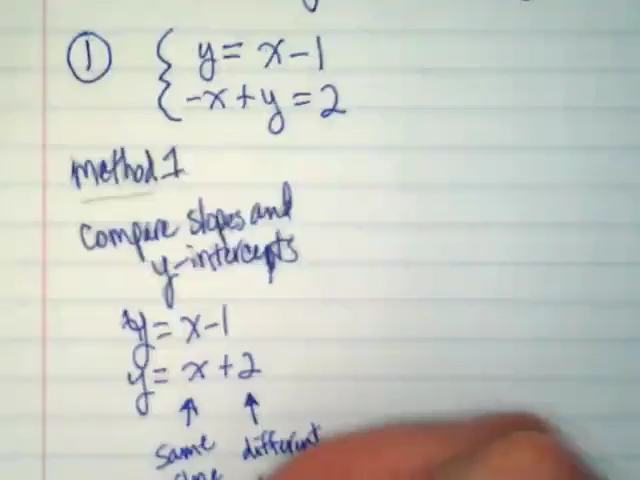 ① { y = x - 1
-x + y = 2
method 1
compare slopes and
y-intercepts
y = x - 1
y = x + 2
↑ ↑
same different